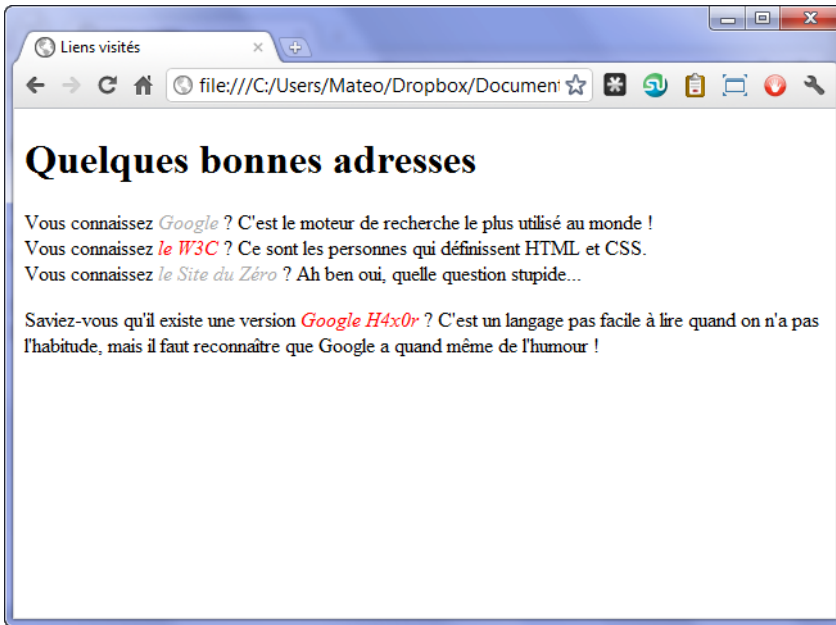 Liens visités
file:///C:/Users/Mateo/Dropbox/Documen
Quelques bonnes adresses
Vous connaissez Google ? C'est le moteur de recherche le plus utilisé au monde !
Vous connaissez le W3C ? Ce sont les personnes qui définissent HTML et CSS.
Vous connaissez le Site du Zéro ? Ah ben oui, quelle question stupide...
Saviez-vous qu'il existe une version Google H4x0r ? C'est un langage pas facile à lire quand on n'a pas
l'habitude, mais il faut reconnaître que Google a quand même de l'humour !